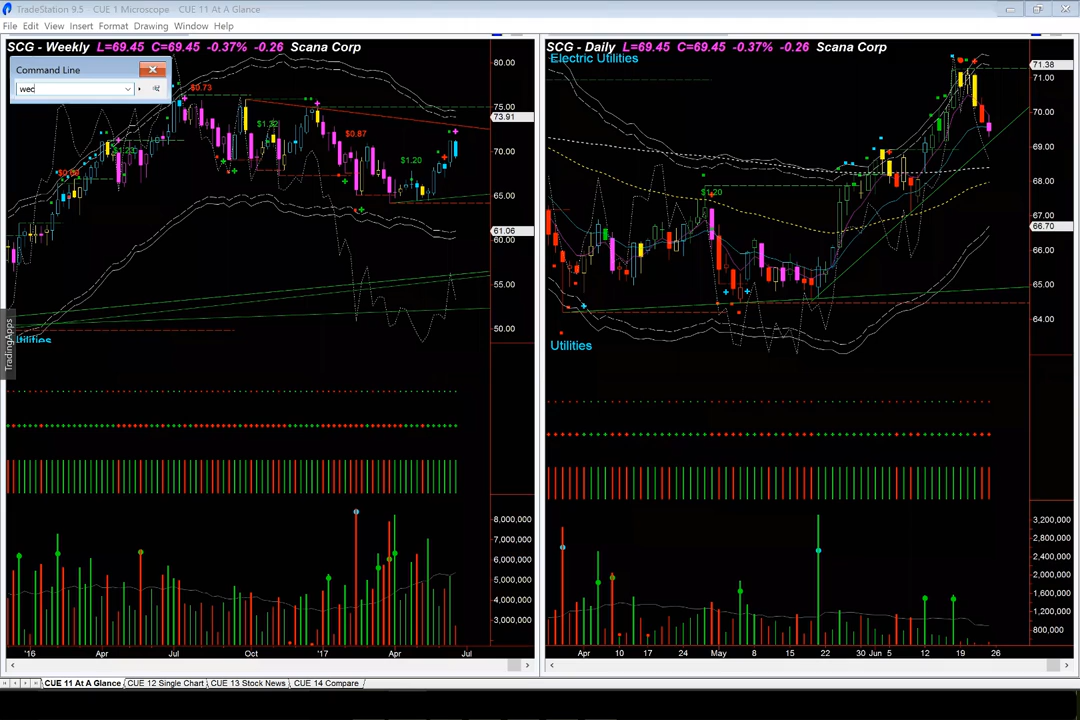 TradeStation 9.5 - CUE 1 Microscope - CUE 11 At A Glance
File Edit View Insert Format Drawing Window Help
SCG - Weekly L=69.45 C=69.45 -0.37% -0.26 Scana Corp
Command Line
wec
80.00
75.00
73.91
70.00
65.00
61.06
60.00
55.00
50.00
$0.73
$1.20
$0.87
TradingApps
Utilities
8,000,000
7,000,000
6,000,000
5,000,000
4,000,000
3,000,000
'16 Apr Jul Oct '17 Apr Jul
SCG - Daily L=69.45 C=69.45 -0.37% -0.26 Scana Corp
Electric Utilities
71.38
71.00
70.00
69.00
68.00
67.00
66.70
66.00
65.00
64.00
$1.20
Utilities
3,200,000
2,800,000
2,400,000
2,000,000
1,600,000
1,200,000
800,000
Apr 10 17 24 May 8 15 22 30 Jun 5 12 19 26
CUE 11 At A Glance CUE 12 Single Chart CUE 13 Stock News CUE 14 Compare